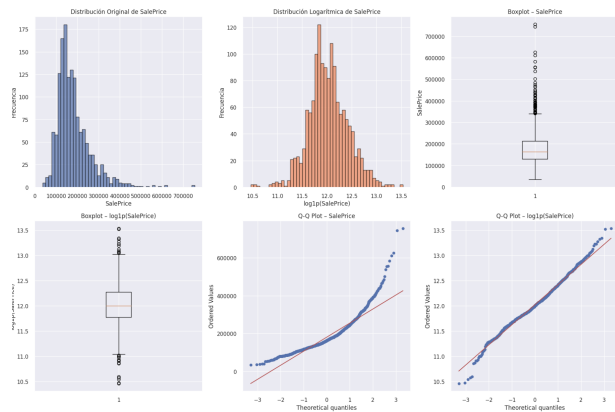 Distribución Original de SalePrice
Frecuencia
175
150
125
100
75
50
25
0
0 100000 200000 300000 400000 500000 600000 700000
SalePrice
Distribución Logarítmica de SalePrice
Frecuencia
120
100
80
60
40
20
0
10.5 11.0 11.5 12.0 12.5 13.0 13.5
log1p(SalePrice)
Boxplot – SalePrice
SalePrice
700000
600000
500000
400000
300000
200000
100000
0
1
Boxplot – log1p(SalePrice)
13.5
13.0
12.5
12.0
11.5
11.0
10.5
1
Q-Q Plot – SalePrice
Ordered Values
600000
400000
200000
0
−3 −2 −1 0 1 2 3
Theoretical quantiles
Q-Q Plot – log1p(SalePrice)
Ordered Values
13.5
13.0
12.5
12.0
11.5
11.0
10.5
−3 −2 −1 0 1 2 3
Theoretical quantiles